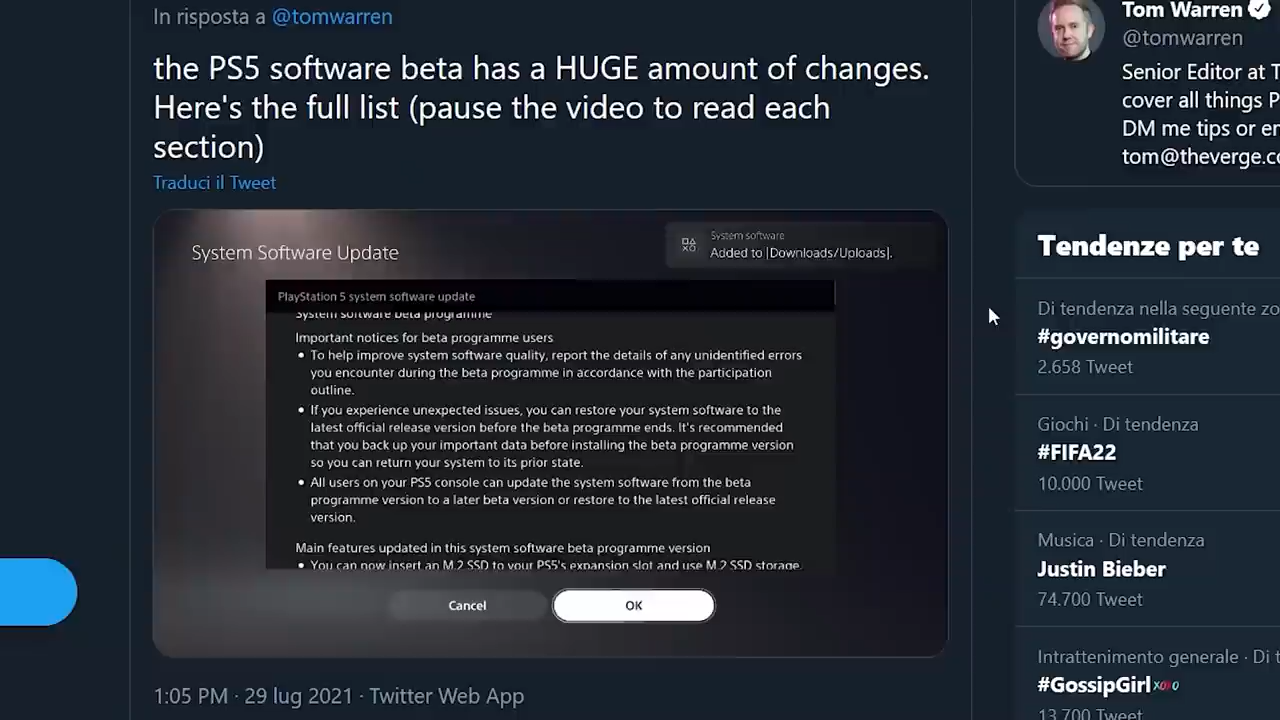 In risposta a @tomwarren
the PS5 software beta has a HUGE amount of changes.
Here's the full list (pause the video to read each
section)
Traduci il Tweet
System Software Update
System software
Added to |Downloads/Uploads|.
PlayStation 5 system software update
System software beta programme
Important notices for beta programme users
• To help improve system software quality, report the details of any unidentified errors
you encounter during the beta programme in accordance with the participation
outline.
• If you experience unexpected issues, you can restore your system software to the
latest official release version before the beta programme ends. It's recommended
that you back up your important data before installing the beta programme version
so you can return your system to its prior state.
• All users on your PS5 console can update the system software from the beta
programme version to a later beta version or restore to the latest official release
version.
Main features updated in this system software beta programme version
• You can now insert an M.2 SSD to your PS5's expansion slot and use M.2 SSD storage.
Cancel
OK
1:05 PM · 29 lug 2021 · Twitter Web App
Tom Warren
@tomwarren
Senior Editor at T
cover all things P
DM me tips or er
tom@theverge.c
Tendenze per te
Di tendenza nella seguente zo
#governomilitare
2.658 Tweet
Giochi · Di tendenza
#FIFA22
10.000 Tweet
Musica · Di tendenza
Justin Bieber
74.700 Tweet
Intrattenimento generale · Di t
#GossipGirl
13.700 Tweet